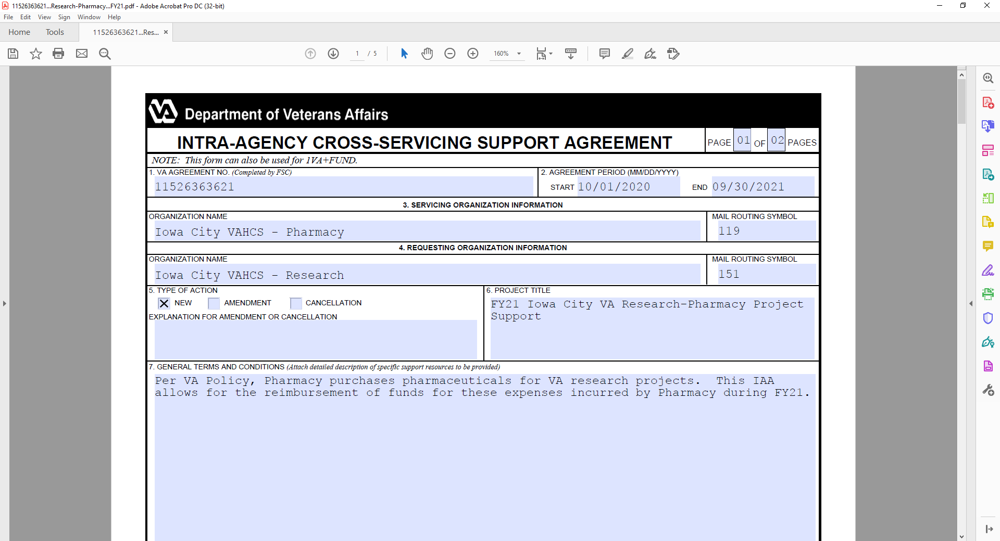 11526363621...Research-Pharmacy...FY21.pdf - Adobe Acrobat Pro DC (32-bit)
File Edit View Sign Window Help
Home Tools 11526363621...Res... ×
1 / 5 160%
VA Department of Veterans Affairs
INTRA-AGENCY CROSS-SERVICING SUPPORT AGREEMENT PAGE 01 OF 02 PAGES
NOTE: This form can also be used for 1VA+FUND.
1. VA AGREEMENT NO. (Completed by FSC) 2. AGREEMENT PERIOD (MM/DD/YYYY)
11526363621 START 10/01/2020 END 09/30/2021
3. SERVICING ORGANIZATION INFORMATION
ORGANIZATION NAME MAIL ROUTING SYMBOL
Iowa City VAHCS - Pharmacy 119
4. REQUESTING ORGANIZATION INFORMATION
ORGANIZATION NAME MAIL ROUTING SYMBOL
Iowa City VAHCS - Research 151
5. TYPE OF ACTION 6. PROJECT TITLE
X NEW AMENDMENT CANCELLATION FY21 Iowa City VA Research-Pharmacy Project
Support
EXPLANATION FOR AMENDMENT OR CANCELLATION
7. GENERAL TERMS AND CONDITIONS (Attach detailed description of specific support resources to be provided)
Per VA Policy, Pharmacy purchases pharmaceuticals for VA research projects. This IAA
allows for the reimbursement of funds for these expenses incurred by Pharmacy during FY21.